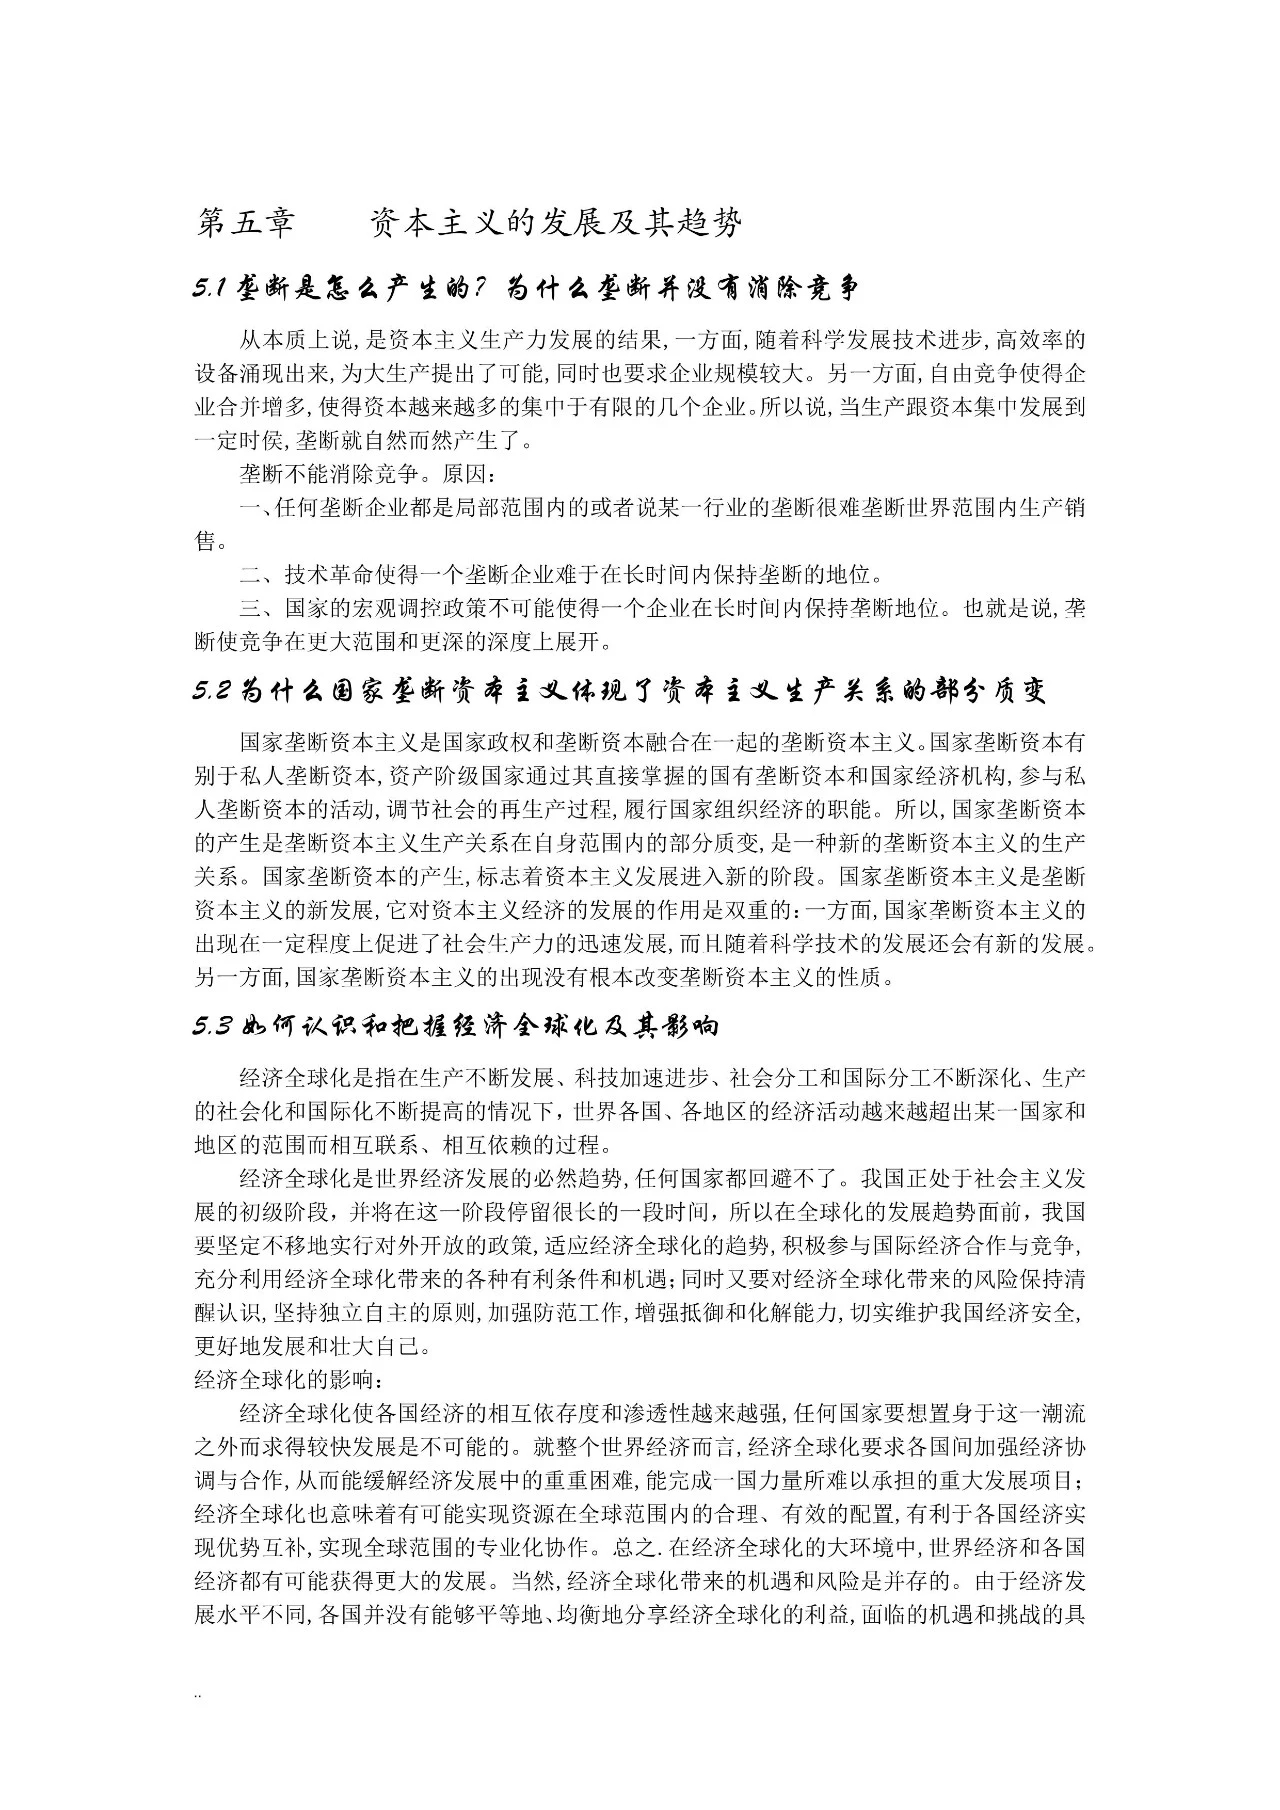 第五章　　资本主义的发展及其趋势
5.1 垄断是怎么产生的？为什么垄断并没有消除竞争
从本质上说,是资本主义生产力发展的结果,一方面,随着科学发展技术进步,高效率的
设备涌现出来,为大生产提出了可能,同时也要求企业规模较大。另一方面,自由竞争使得企
业合并增多,使得资本越来越多的集中于有限的几个企业。所以说,当生产跟资本集中发展到
一定时侯,垄断就自然而然产生了。
垄断不能消除竞争。原因:
一、任何垄断企业都是局部范围内的或者说某一行业的垄断很难垄断世界范围内生产销
售。
二、技术革命使得一个垄断企业难于在长时间内保持垄断的地位。
三、国家的宏观调控政策不可能使得一个企业在长时间内保持垄断地位。也就是说,垄
断使竞争在更大范围和更深的深度上展开。
5.2 为什么国家垄断资本主义体现了资本主义生产关系的部分质变
国家垄断资本主义是国家政权和垄断资本融合在一起的垄断资本主义。国家垄断资本有
别于私人垄断资本,资产阶级国家通过其直接掌握的国有垄断资本和国家经济机构,参与私
人垄断资本的活动,调节社会的再生产过程,履行国家组织经济的职能。所以,国家垄断资本
的产生是垄断资本主义生产关系在自身范围内的部分质变,是一种新的垄断资本主义的生产
关系。国家垄断资本的产生,标志着资本主义发展进入新的阶段。国家垄断资本主义是垄断
资本主义的新发展,它对资本主义经济的发展的作用是双重的:一方面,国家垄断资本主义的
出现在一定程度上促进了社会生产力的迅速发展,而且随着科学技术的发展还会有新的发展。
另一方面,国家垄断资本主义的出现没有根本改变垄断资本主义的性质。
5.3 如何认识和把握经济全球化及其影响
经济全球化是指在生产不断发展、科技加速进步、社会分工和国际分工不断深化、生产
的社会化和国际化不断提高的情况下，世界各国、各地区的经济活动越来越超出某一国家和
地区的范围而相互联系、相互依赖的过程。
经济全球化是世界经济发展的必然趋势,任何国家都回避不了。我国正处于社会主义发
展的初级阶段，并将在这一阶段停留很长的一段时间，所以在全球化的发展趋势面前，我国
要坚定不移地实行对外开放的政策,适应经济全球化的趋势,积极参与国际经济合作与竞争,
充分利用经济全球化带来的各种有利条件和机遇;同时又要对经济全球化带来的风险保持清
醒认识,坚持独立自主的原则,加强防范工作,增强抵御和化解能力,切实维护我国经济安全,
更好地发展和壮大自己。
经济全球化的影响:
经济全球化使各国经济的相互依存度和渗透性越来越强,任何国家要想置身于这一潮流
之外而求得较快发展是不可能的。就整个世界经济而言,经济全球化要求各国间加强经济协
调与合作,从而能缓解经济发展中的重重困难,能完成一国力量所难以承担的重大发展项目;
经济全球化也意味着有可能实现资源在全球范围内的合理、有效的配置,有利于各国经济实
现优势互补,实现全球范围的专业化协作。总之.在经济全球化的大环境中,世界经济和各国
经济都有可能获得更大的发展。当然,经济全球化带来的机遇和风险是并存的。由于经济发
展水平不同,各国并没有能够平等地、均衡地分享经济全球化的利益,面临的机遇和挑战的具
..